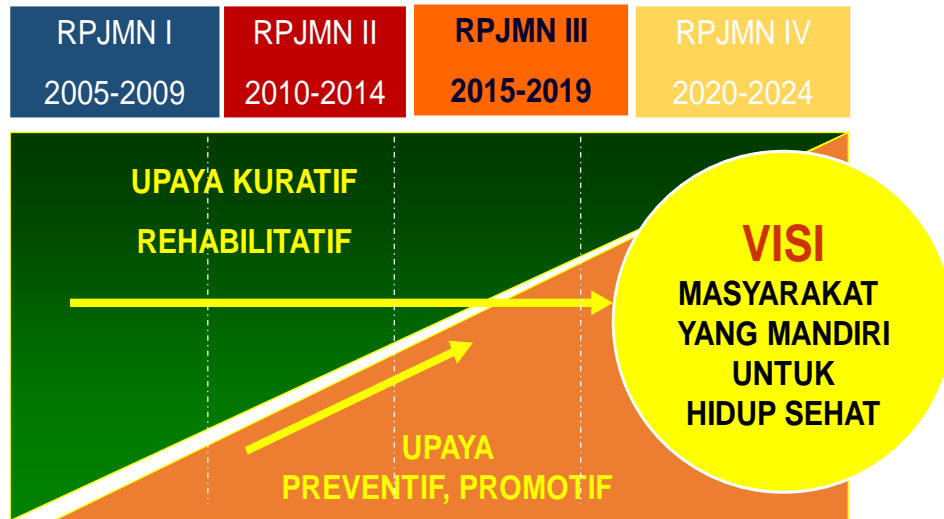 RPJMN I
2005-2009
RPJMN II
2010-2014
RPJMN III
2015-2019
RPJMN IV
2020-2024
UPAYA KURATIF
REHABILITATIF
VISI
MASYARAKAT
YANG MANDIRI
UNTUK
HIDUP SEHAT
UPAYA
PREVENTIF, PROMOTIF